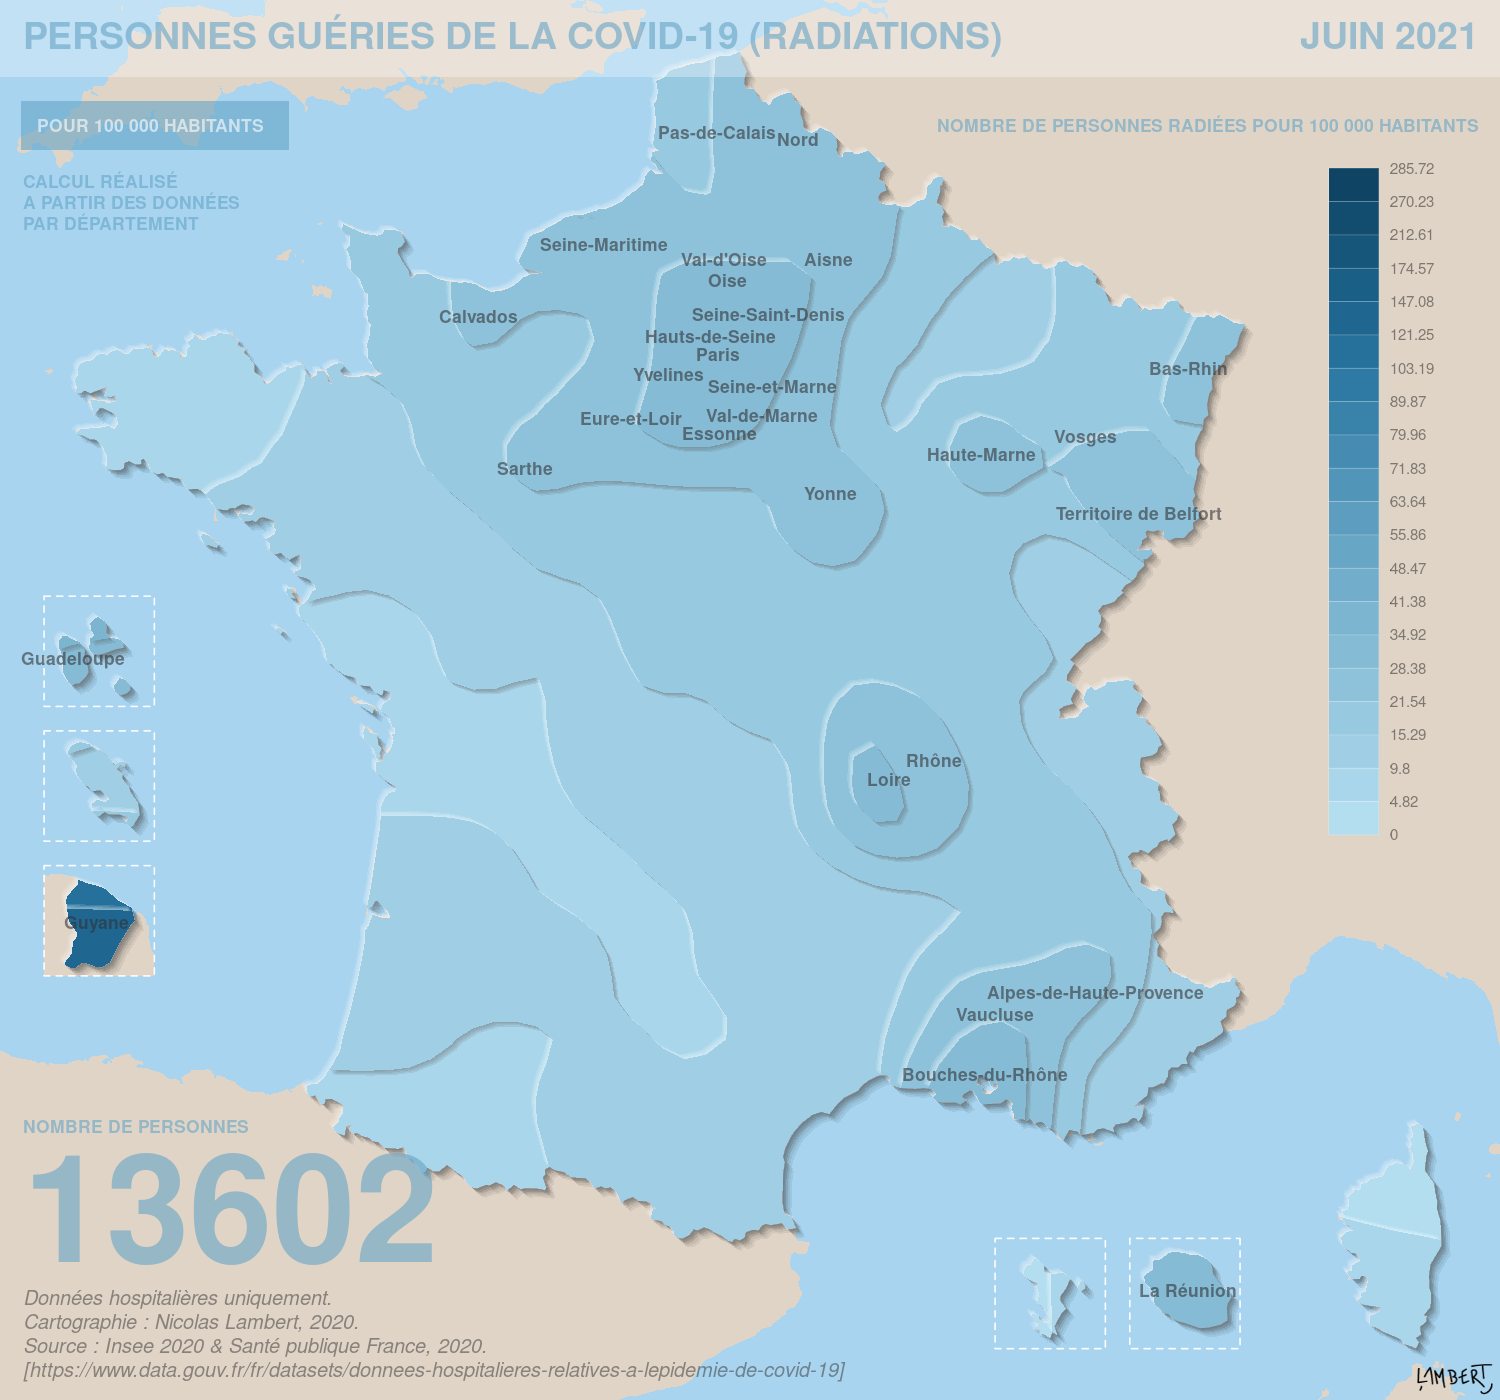 PERSONNES GUÉRIES DE LA COVID-19 (RADIATIONS)
JUIN 2021
POUR 100 000 HABITANTS
CALCUL RÉALISÉ
A PARTIR DES DONNÉES
PAR DÉPARTEMENT
NOMBRE DE PERSONNES RADIÉES POUR 100 000 HABITANTS
285.72
270.23
212.61
174.57
147.08
121.25
103.19
89.87
79.96
71.83
63.64
55.86
48.47
41.38
34.92
28.38
21.54
15.29
9.8
4.82
0
Pas-de-Calais
Nord
Seine-Maritime
Val-d'Oise
Aisne
Oise
Calvados
Seine-Saint-Denis
Hauts-de-Seine
Paris
Bas-Rhin
Yvelines
Seine-et-Marne
Eure-et-Loir
Val-de-Marne
Essonne
Vosges
Haute-Marne
Sarthe
Yonne
Territoire de Belfort
Guadeloupe
Rhône
Loire
Guyane
Alpes-de-Haute-Provence
Vaucluse
Bouches-du-Rhône
La Réunion
NOMBRE DE PERSONNES
13602
Données hospitalières uniquement.
Cartographie : Nicolas Lambert, 2020.
Source : Insee 2020 & Santé publique France, 2020.
[https://www.data.gouv.fr/fr/datasets/donnees-hospitalieres-relatives-a-lepidemie-de-covid-19]
LAMBERT